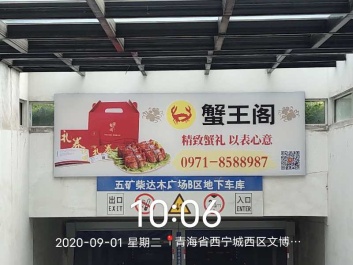 蟹王阁
精致蟹礼 以表心意
0971-8588987
礼券
五矿柴达木广场B区地下车库
出口
EXIT
入口
ENTER
10:06
2020-09-01 星期二 青海省西宁城西区文博…